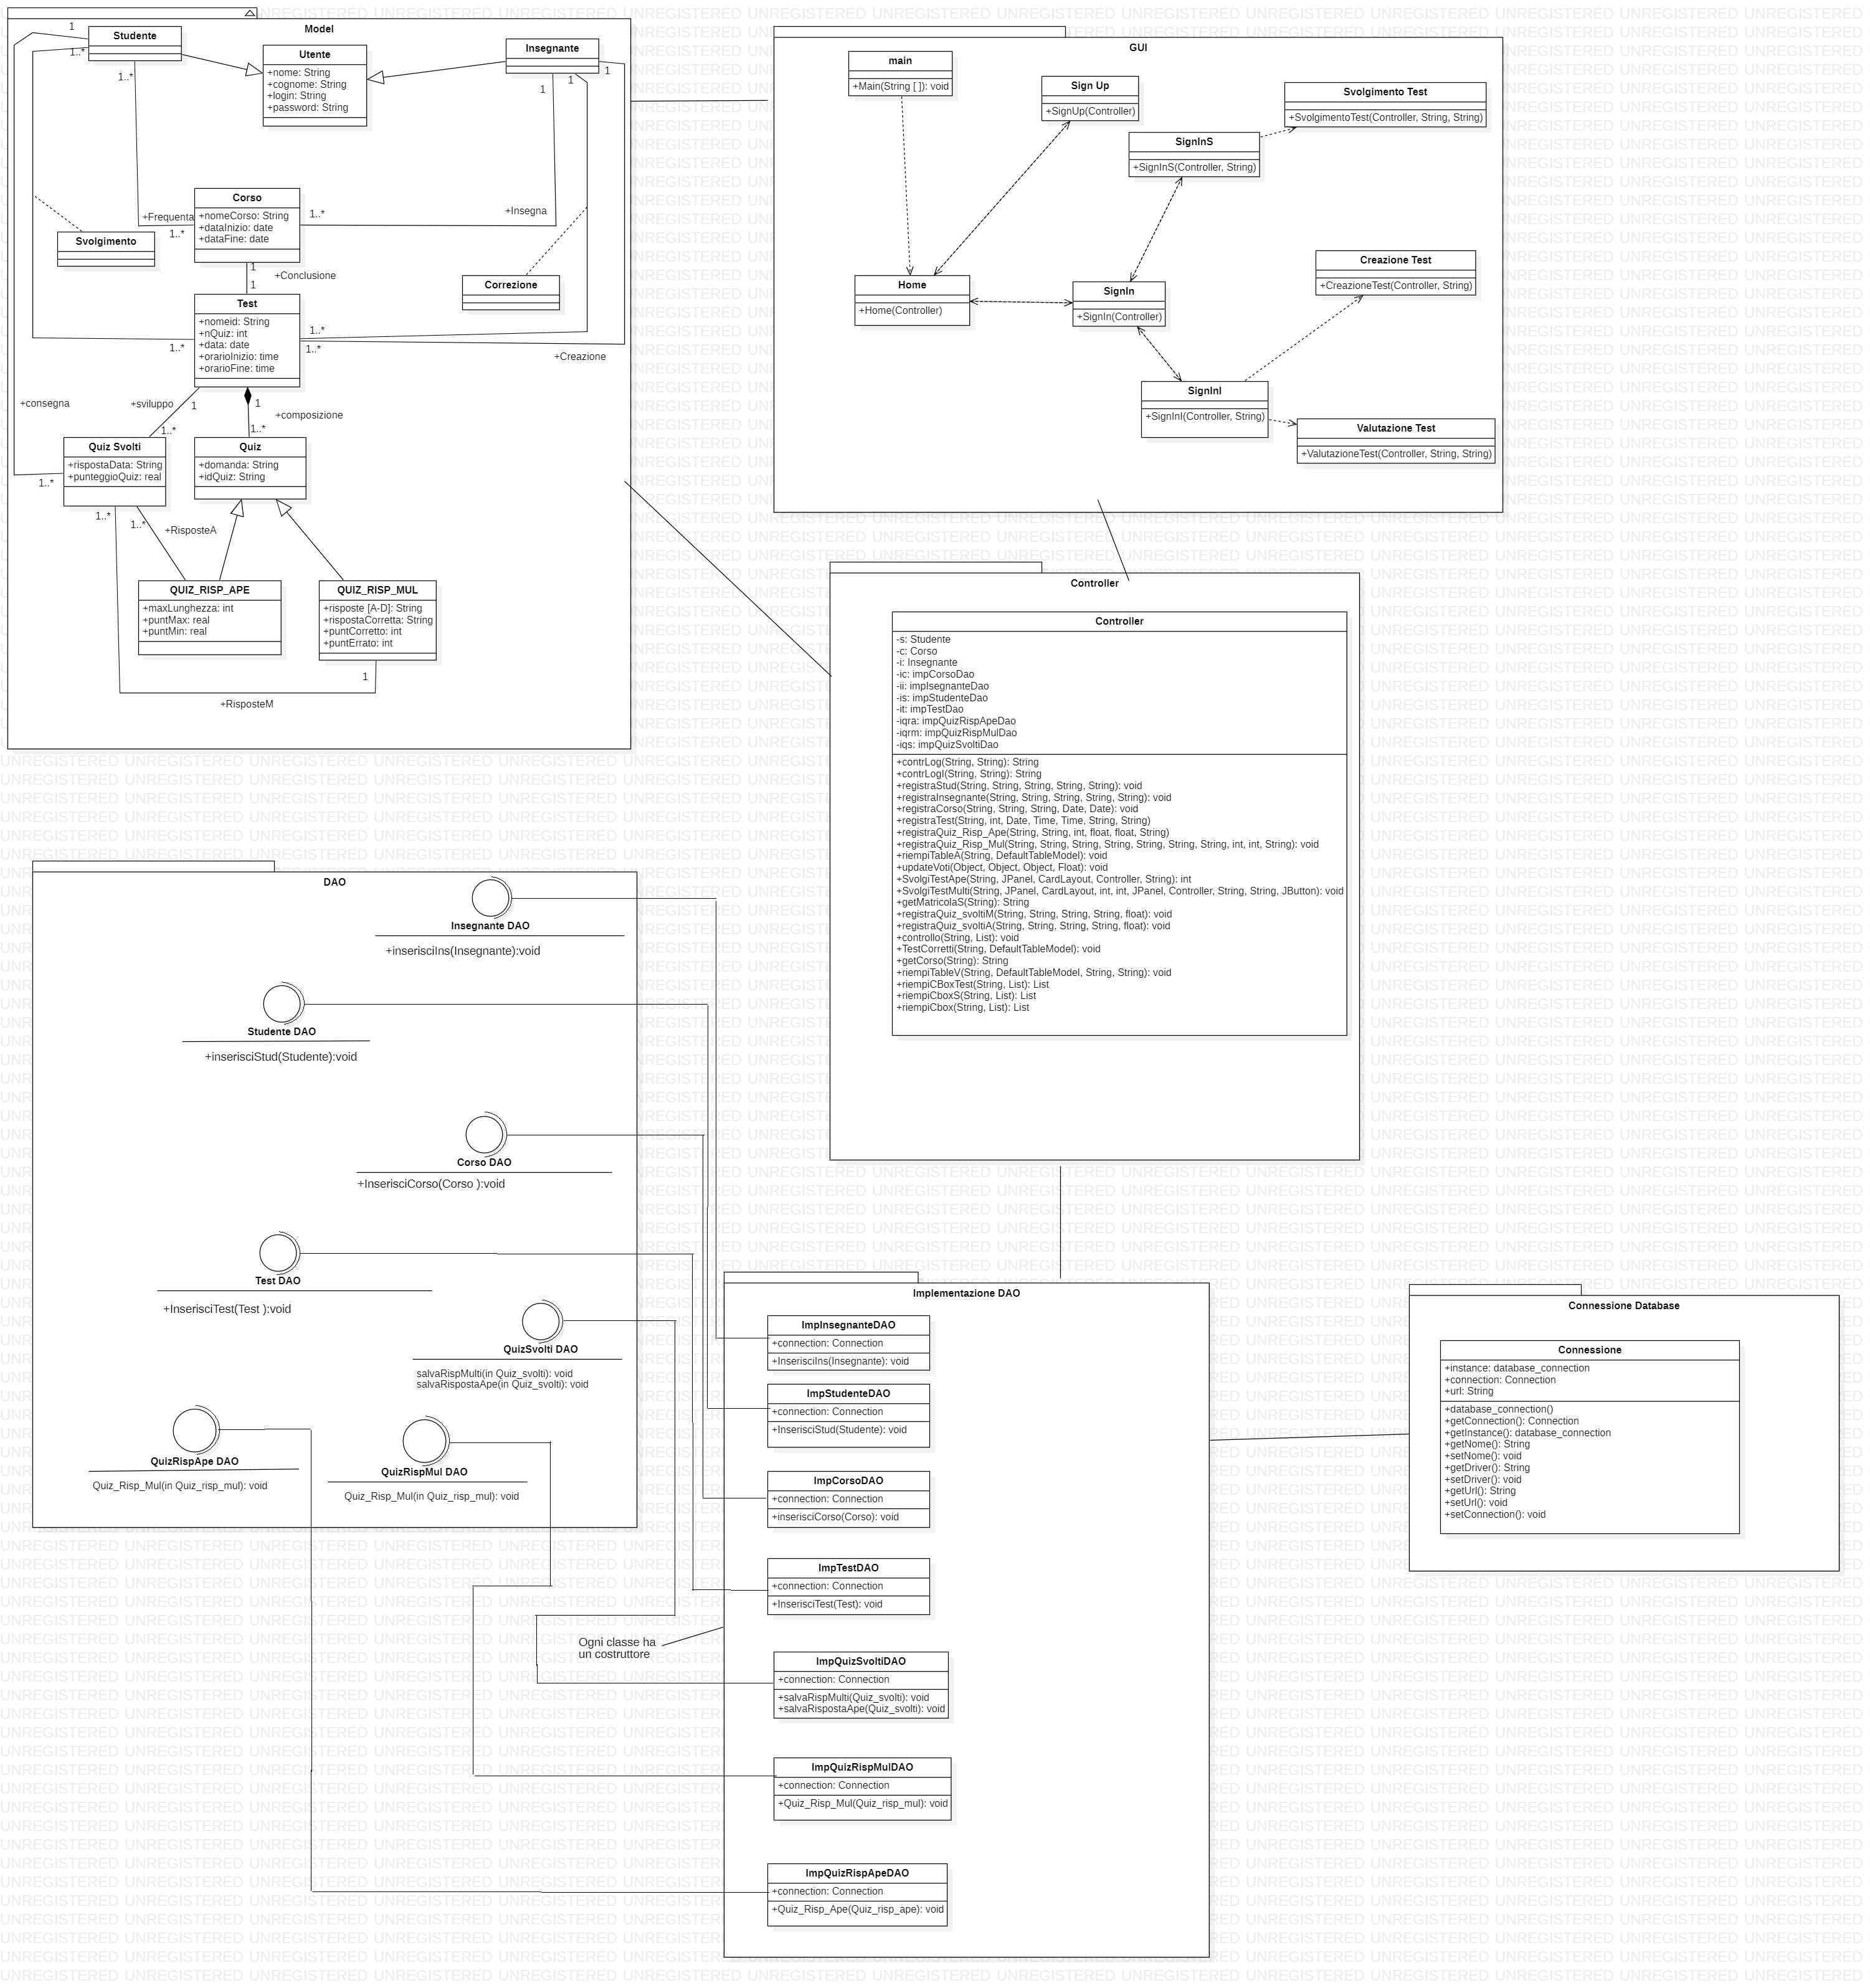 Model
1
Studente
1..*
1..*
Utente
+nome: String
+cognome: String
+login: String
+password: String
Insegnante
1
1
1
Corso
+nomeCorso: String
+dataInizio: date
+dataFine: date
+Frequenta
1..*
1..*
+Insegna
Svolgimento
1
+Conclusione
1
Correzione
Test
+nomeid: String
+nQuiz: int
+data: date
+orarioInizio: time
+orarioFine: time
1..*
1..*
1..*
+Creazione
+consegna
+sviluppo
1
1
+composizione
1..*
1..*
Quiz Svolti
+rispostaData: String
+punteggioQuiz: real
1..*
Quiz
+domanda: String
+idQuiz: String
1..*
1..*
+RisposteA
QUIZ_RISP_APE
+maxLunghezza: int
+puntMax: real
+puntMin: real
QUIZ_RISP_MUL
+risposte [A-D]: String
+rispostaCorretta: String
+puntCorretto: int
+puntErrato: int
1
+RisposteM
GUI
main
+Main(String [ ]): void
Sign Up
+SignUp(Controller)
Svolgimento Test
+SvolgimentoTest(Controller, String, String)
SignInS
+SignInS(Controller, String)
Creazione Test
+CreazioneTest(Controller, String)
Home
+Home(Controller)
SignIn
+SignIn(Controller)
SignInI
+SignInI(Controller, String)
Valutazione Test
+ValutazioneTest(Controller, String, String)
Controller
Controller
-s: Studente
-c: Corso
-i: Insegnante
-ic: impCorsoDao
-ii: impIsegnanteDao
-is: impStudenteDao
-it: impTestDao
-iqra: impQuizRispApeDao
-iqrm: impQuizRispMulDao
-iqs: impQuizSvoltiDao
+contrLog(String, String): String
+contrLogI(String, String): String
+registraStud(String, String, String, String, String): void
+registraInsegnante(String, String, String, String, String): void
+registraCorso(String, String, String, Date, Date): void
+registraTest(String, int, Date, Time, Time, String, String)
+registraQuiz_Risp_Ape(String, String, int, float, float, String)
+registraQuiz_Risp_Mul(String, String, String, String, String, String, String, int, int, String): void
+riempiTableA(String, DefaultTableModel): void
+updateVoti(Object, Object, Object, Float): void
+SvolgiTestApe(String, JPanel, CardLayout, Controller, String): int
+SvolgiTestMulti(String, JPanel, CardLayout, int, int, JPanel, Controller, String, String, JButton): void
+getMatricolaS(String): String
+registraQuiz_svoltiM(String, String, String, String, float): void
+registraQuiz_svoltiA(String, String, String, String, float): void
+controllo(String, List): void
+TestCorretti(String, DefaultTableModel): void
+getCorso(String): String
+riempiTableV(String, DefaultTableModel, String, String): void
+riempiCBoxTest(String, List): List
+riempiCboxS(String, List): List
+riempiCbox(String, List): List
DAO
Insegnante DAO
+inserisciIns(Insegnante):void
Studente DAO
+inserisciStud(Studente):void
Corso DAO
+InserisciCorso(Corso ):void
Test DAO
+InserisciTest(Test ):void
QuizSvolti DAO
salvaRispMulti(in Quiz_svolti): void
salvaRispostaApe(in Quiz_svolti): void
QuizRispApe DAO
Quiz_Risp_Mul(in Quiz_risp_mul): void
QuizRispMul DAO
Quiz_Risp_Mul(in Quiz_risp_mul): void
Ogni classe ha
un costruttore
Implementazione DAO
ImpInsegnanteDAO
+connection: Connection
+InserisciIns(Insegnante): void
ImpStudenteDAO
+connection: Connection
+InserisciStud(Studente): void
ImpCorsoDAO
+connection: Connection
+inserisciCorso(Corso): void
ImpTestDAO
+connection: Connection
+InserisciTest(Test): void
ImpQuizSvoltiDAO
+connection: Connection
+salvaRispMulti(Quiz_svolti): void
+salvaRispostaApe(Quiz_svolti): void
ImpQuizRispMulDAO
+connection: Connection
+Quiz_Risp_Mul(Quiz_risp_mul): void
ImpQuizRispApeDAO
+connection: Connection
+Quiz_Risp_Ape(Quiz_risp_ape): void
Connessione Database
Connessione
+instance: database_connection
+connection: Connection
+url: String
+database_connection()
+getConnection(): Connection
+getInstance(): database_connection
+getNome(): String
+setNome(): void
+getDriver(): String
+setDriver(): void
+getUrl(): String
+setUrl(): void
+setConnection(): void